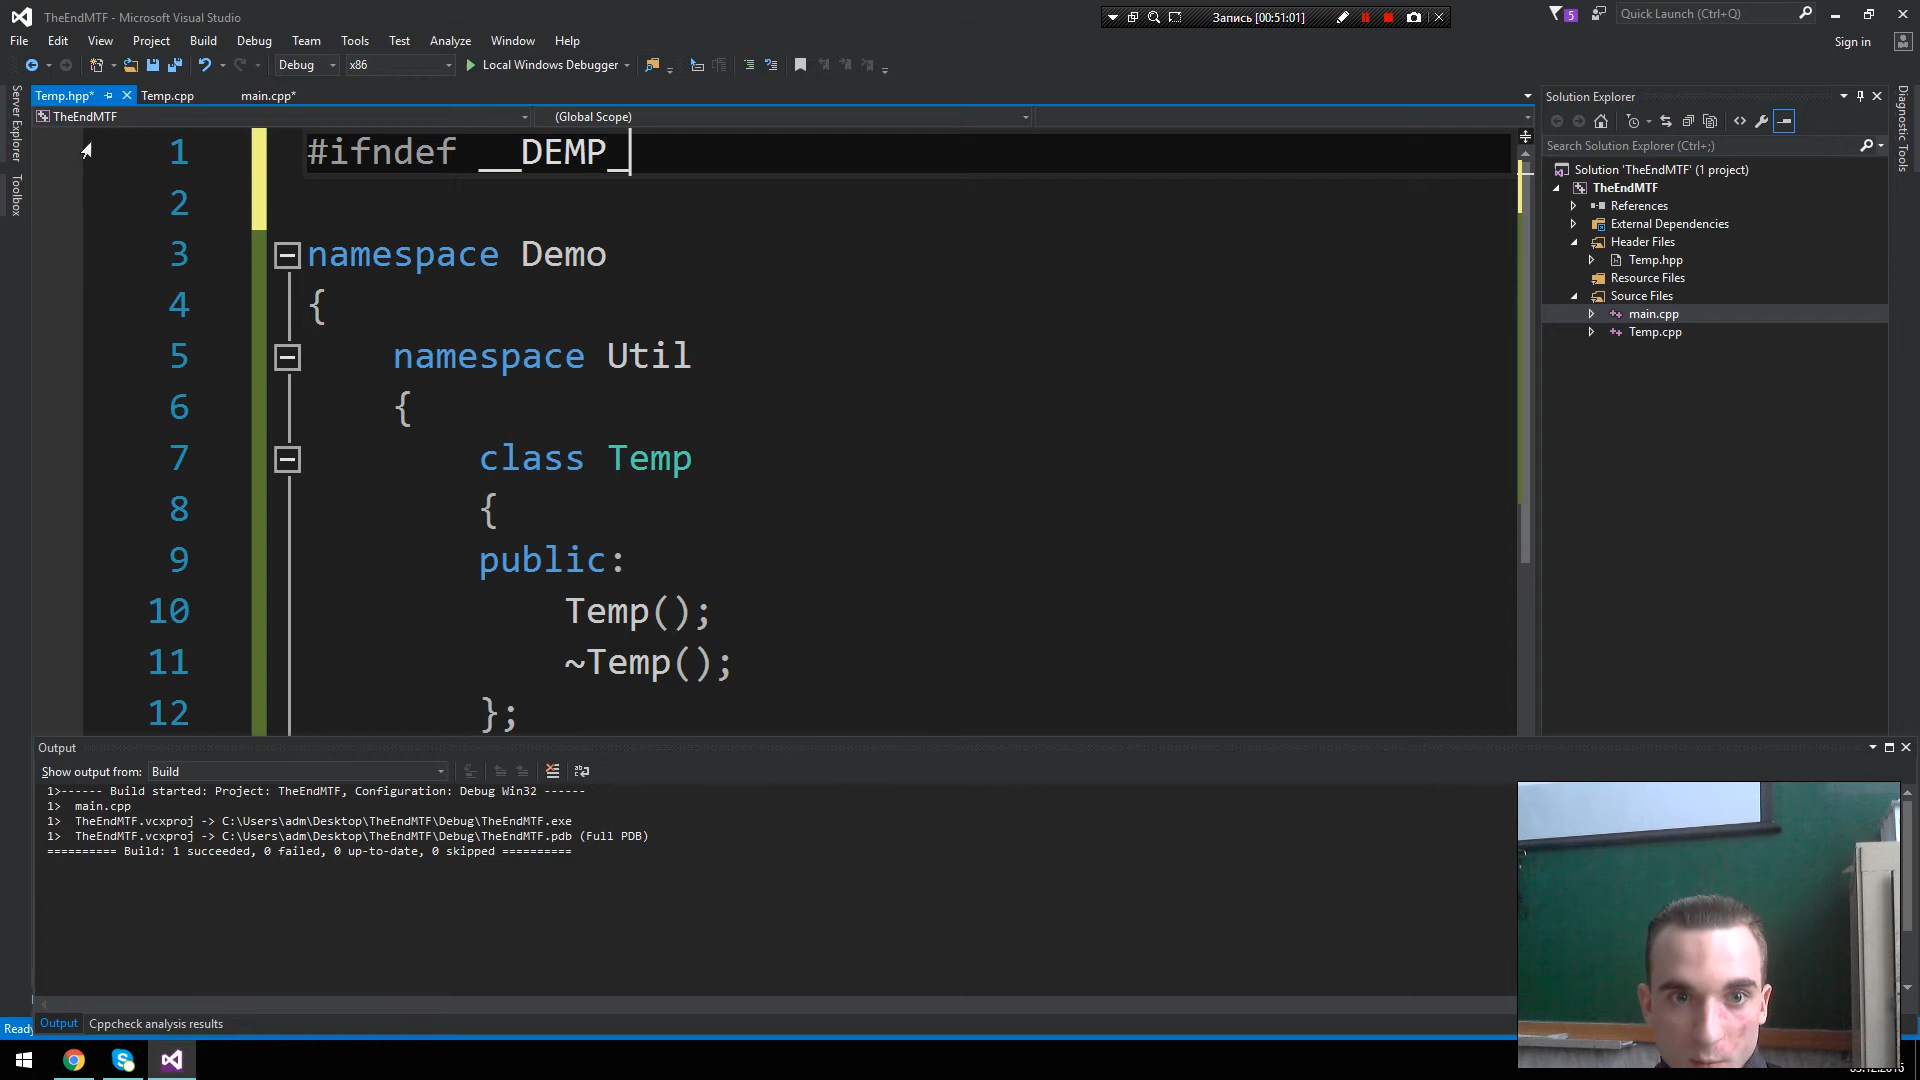 TheEndMTF - Microsoft Visual Studio
Запись [00:51:01]
5
Quick Launch (Ctrl+Q)
File Edit View Project Build Debug Team Tools Test Analyze Window Help
Sign in
Debug x86 Local Windows Debugger
Temp.hpp* Temp.cpp main.cpp*
TheEndMTF (Global Scope)
Server Explorer
Toolbox
1 #ifndef __DEMP_
2
3 namespace Demo
4 {
5 namespace Util
6 {
7 class Temp
8 {
9 public:
10 Temp();
11 ~Temp();
12 };
Solution Explorer
Search Solution Explorer (Ctrl+;)
Solution 'TheEndMTF' (1 project)
TheEndMTF
References
External Dependencies
Header Files
Temp.hpp
Resource Files
Source Files
main.cpp
Temp.cpp
Diagnostic Tools
Output
Show output from: Build
1>------ Build started: Project: TheEndMTF, Configuration: Debug Win32 ------
1> main.cpp
1> TheEndMTF.vcxproj -> C:\Users\adm\Desktop\TheEndMTF\Debug\TheEndMTF.exe
1> TheEndMTF.vcxproj -> C:\Users\adm\Desktop\TheEndMTF\Debug\TheEndMTF.pdb (Full PDB)
========== Build: 1 succeeded, 0 failed, 0 up-to-date, 0 skipped ==========
Output Cppcheck analysis results
Ready